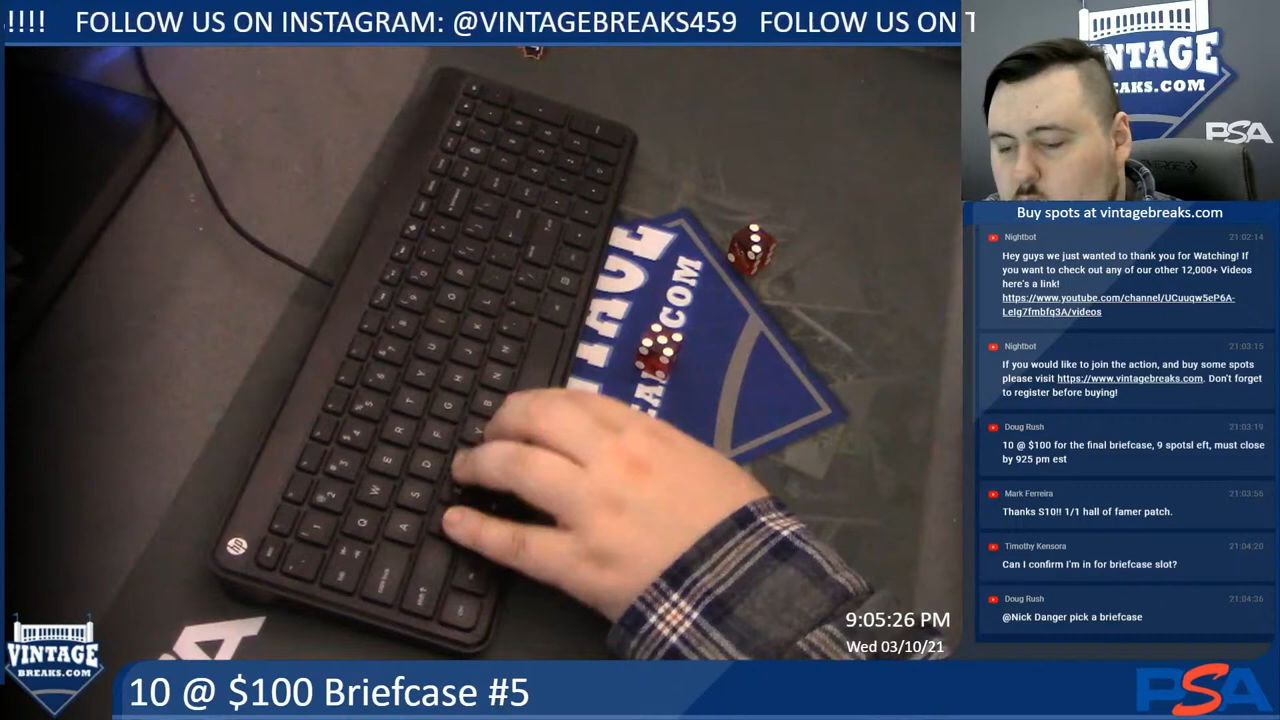 !!!! FOLLOW US ON INSTAGRAM: @VINTAGEBREAKS459 FOLLOW US ON T
NTAGE
AKS.COM
PSA
Buy spots at vintagebreaks.com
Nightbot 21:02:14
Hey guys we just wanted to thank you for Watching! If
you want to check out any of our other 12,000+ Videos
here's a link!
https://www.youtube.com/channel/UCuuqw5eP6A-
LeIg7fmbfq3A/videos
Nightbot 21:03:15
If you would like to join the action, and buy some spots
please visit https://www.vintagebreaks.com. Don't forget
to register before buying!
Doug Rush 21:03:19
10 @ $100 for the final briefcase, 9 spotsl eft, must close
by 925 pm est
Mark Ferreira 21:03:56
Thanks S10!! 1/1 hall of famer patch.
Timothy Kensora 21:04:20
Can I confirm I'm in for briefcase slot?
Doug Rush 21:04:36
@Nick Danger pick a briefcase
TAGE
.COM
hp
9:05:26 PM
Wed 03/10/21
VINTAGE
BREAKS.COM
10 @ $100 Briefcase #5
PSA